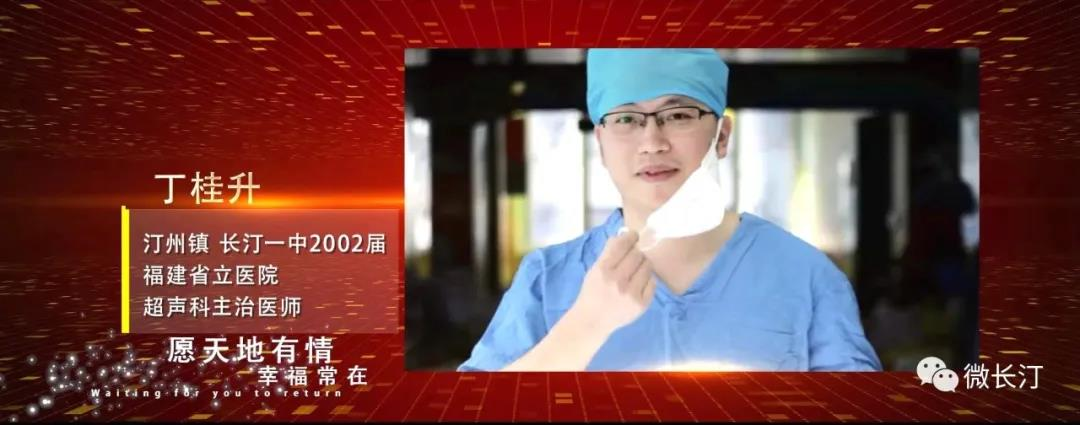 丁桂升
汀州镇 长汀一中2002届
福建省立医院
超声科主治医师
愿天地有情
幸福常在
Waiting for you to return
微长汀